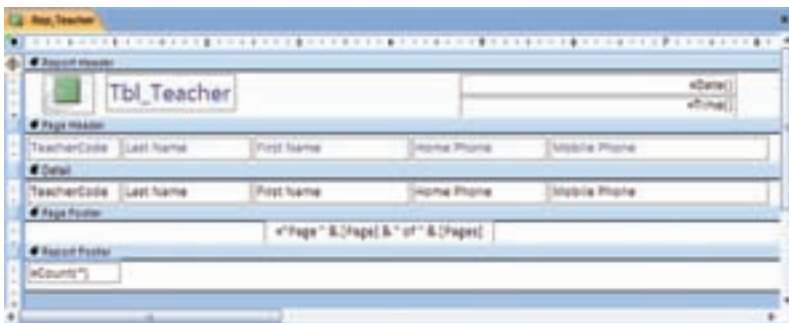 Rep_Teacher
Report Header
Tbl_Teacher
=Date()
=Time()
Page Header
TeacherCode Last Name First Name Home Phone Mobile Phone
Detail
TeacherCode Last Name First Name Home Phone Mobile Phone
Page Footer
="Page " & [Page] & " of " & [Pages]
Report Footer
=Count(*)